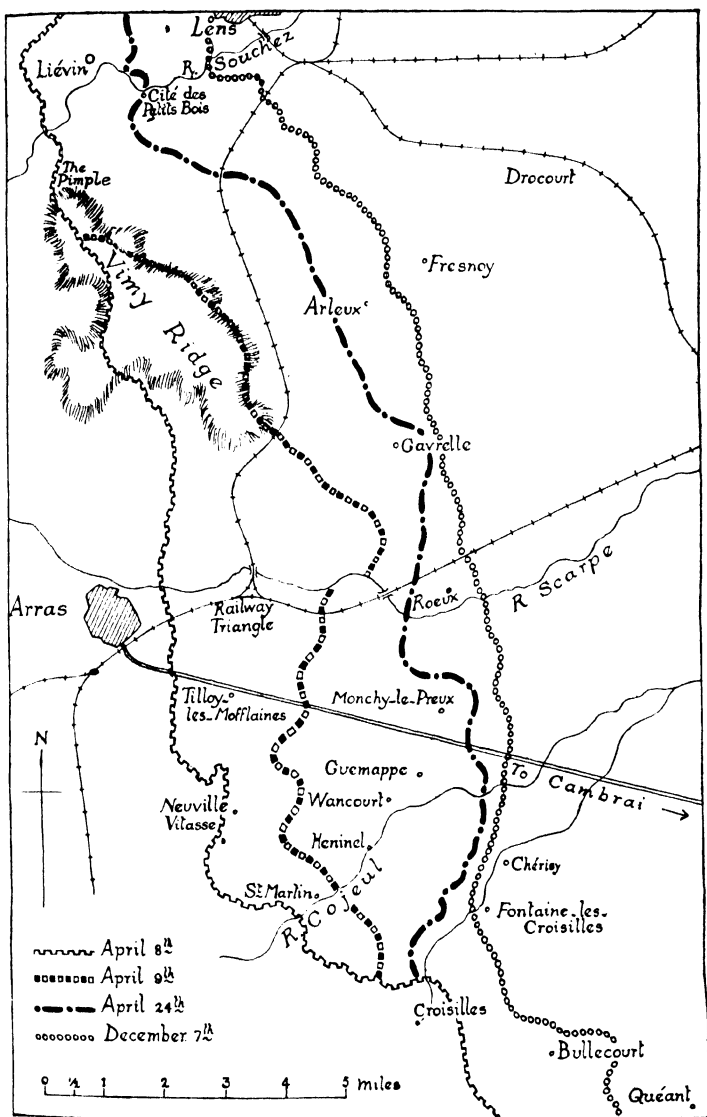 Lens
R. Souchez
Liévin
Cité des
Petits Bois
The
Pimple
Drocourt
Vimy
Ridge
Fresnoy
Arleux
Gavrelle
R Scarpe
Arras
Railway
Triangle
Roeux
Tilloy-
les-Mofflaines
Monchy-le-Preux
N
Guemappe
To Cambrai
Neuville
Vitasse
Wancourt
Heninel
Chérisy
St Martin
R Cojeul
Fontaine-les-
Croisilles
April 8th
April 9th
April 24th
December 7th
Croisilles
Bullecourt
Quéant
0 ½ 1 2 3 4 5 miles